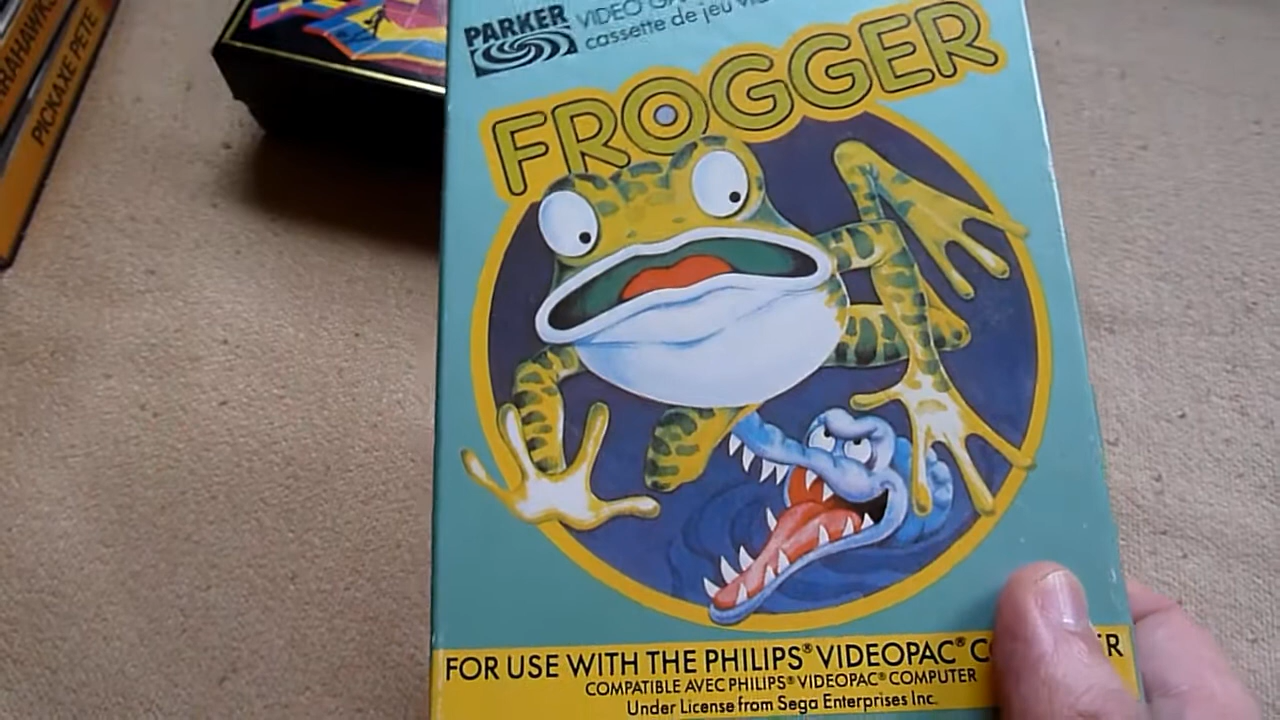 PICKAXE PETE
PARKER
VIDEO
cassette de jeu
FROGGER
FOR USE WITH THE PHILIPS® VIDEOPAC®
COMPATIBLE AVEC PHILIPS® VIDEOPAC® COMPUTER
Under License from Sega Enterprises Inc.